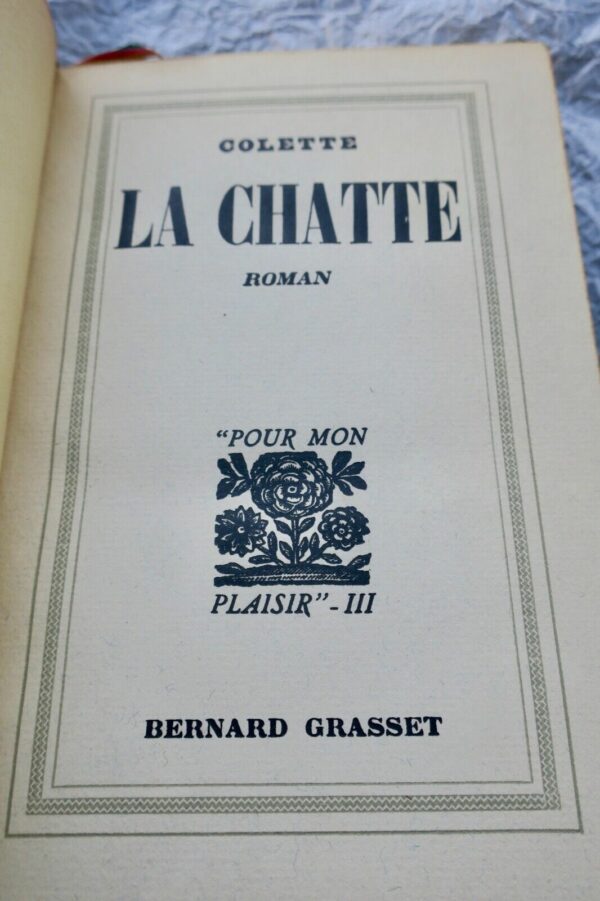 COLETTE
LA CHATTE
ROMAN
"POUR MON
PLAISIR" - III
BERNARD GRASSET